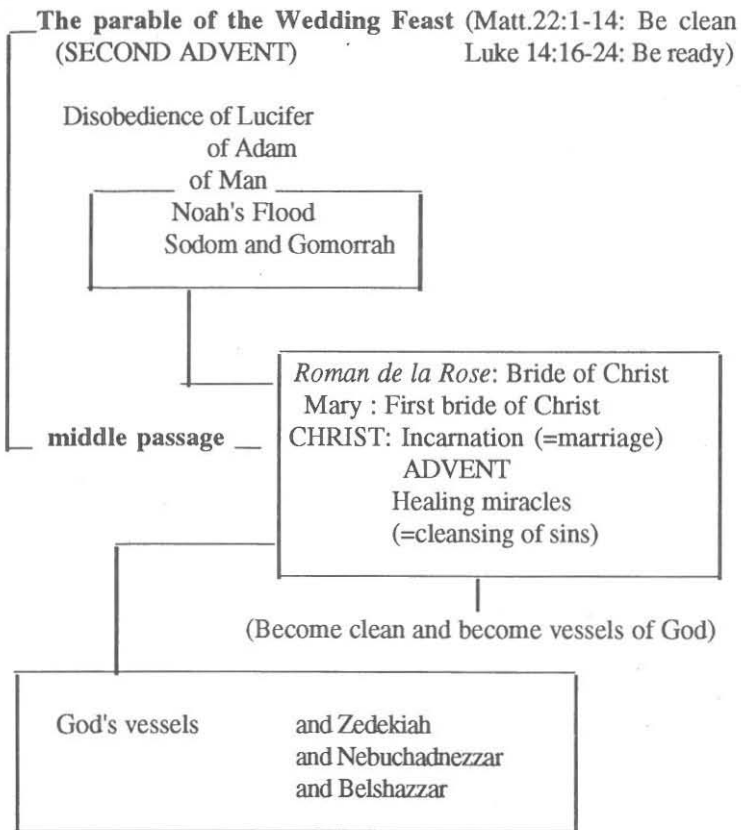 The parable of the Wedding Feast (Matt.22:1-14: Be clean
(SECOND ADVENT) Luke 14:16-24: Be ready)
Disobedience of Lucifer
of Adam
of Man
Noah's Flood
Sodom and Gomorrah
Roman de la Rose: Bride of Christ
Mary : First bride of Christ
middle passage CHRIST: Incarnation (=marriage)
ADVENT
Healing miracles
(=cleansing of sins)
(Become clean and become vessels of God)
God's vessels and Zedekiah
and Nebuchadnezzar
and Belshazzar